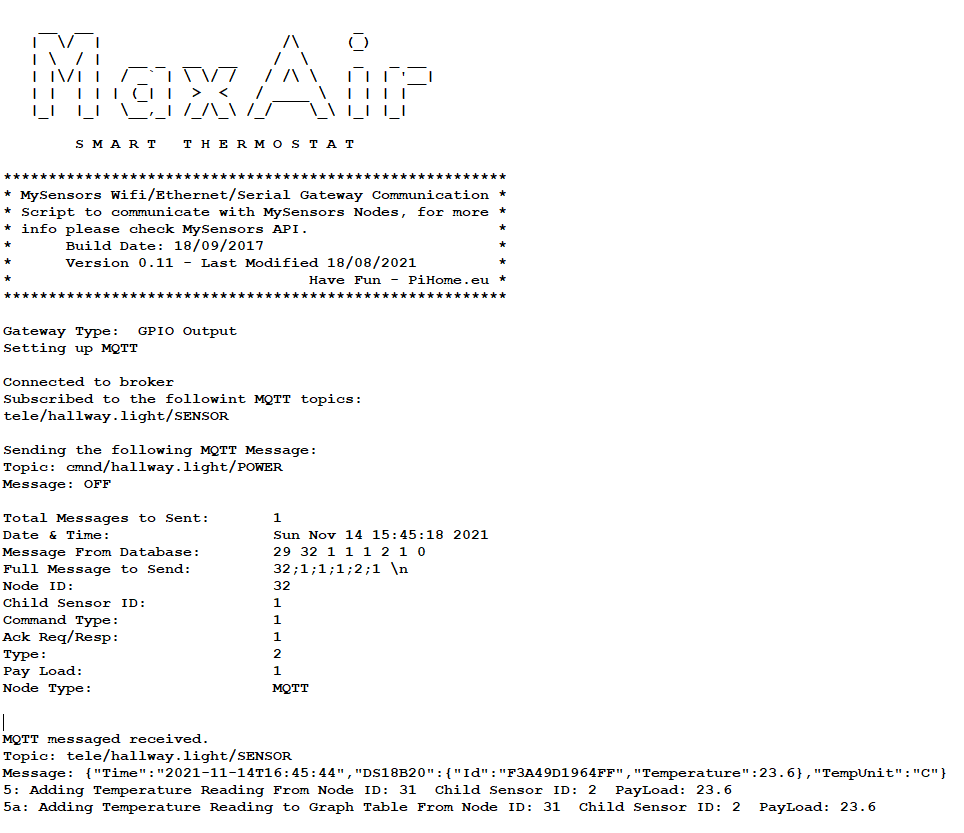 MaxAir
S M A R T   T H E R M O S T A T
********************************************************
* MySensors Wifi/Ethernet/Serial Gateway Communication *
* Script to communicate with MySensors Nodes, for more *
* info please check MySensors API.                     *
*      Build Date: 18/09/2017                          *
*      Version 0.11 - Last Modified 18/08/2021         *
*                                 Have Fun - PiHome.eu *
********************************************************
Gateway Type:  GPIO Output
Setting up MQTT
Connected to broker
Subscribed to the followint MQTT topics:
tele/hallway.light/SENSOR
Sending the following MQTT Message:
Topic: cmnd/hallway.light/POWER
Message: OFF
Total Messages to Sent:       1
Date & Time:                  Sun Nov 14 15:45:18 2021
Message From Database:        29 32 1 1 1 2 1 0
Full Message to Send:         32;1;1;1;2;1 \n
Node ID:                      32
Child Sensor ID:              1
Command Type:                 1
Ack Req/Resp:                 1
Type:                         2
Pay Load:                     1
Node Type:                    MQTT
MQTT messaged received.
Topic: tele/hallway.light/SENSOR
Message: {"Time":"2021-11-14T16:45:44","DS18B20":{"Id":"F3A49D1964FF","Temperature":23.6},"TempUnit":"C"}
5: Adding Temperature Reading From Node ID: 31  Child Sensor ID: 2  PayLoad: 23.6
5a: Adding Temperature Reading to Graph Table From Node ID: 31  Child Sensor ID: 2  PayLoad: 23.6